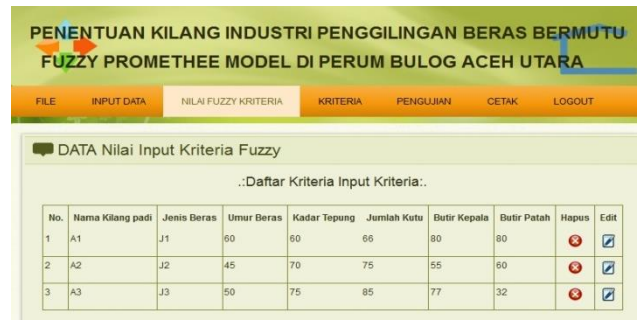 PENENTUAN KILANG INDUSTRI PENGGILINGAN BERAS BERMUTU
FUZZY PROMETHEE MODEL DI PERUM BULOG ACEH UTARA
FILE INPUT DATA NILAI FUZZY KRITERIA KRITERIA PENGUJIAN CETAK LOGOUT
DATA Nilai Input Kriteria Fuzzy
.:Daftar Kriteria Input Kriteria:.
No. Nama Kilang padi Jenis Beras Umur Beras Kadar Tepung Jumlah Kutu Butir Kepala Butir Patah Hapus Edit
1 A1 J1 60 60 66 80 80
2 A2 J2 45 70 75 55 60
3 A3 J3 50 75 85 77 32